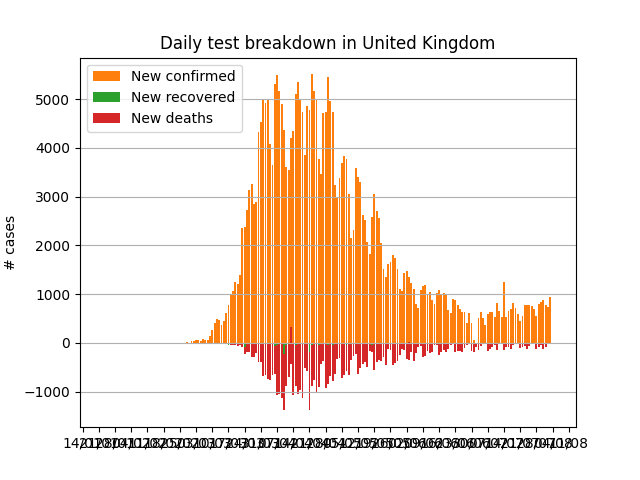 Daily test breakdown in United Kingdom
New confirmed
New recovered
New deaths
# cases
5000
4000
3000
2000
1000
0
−1000